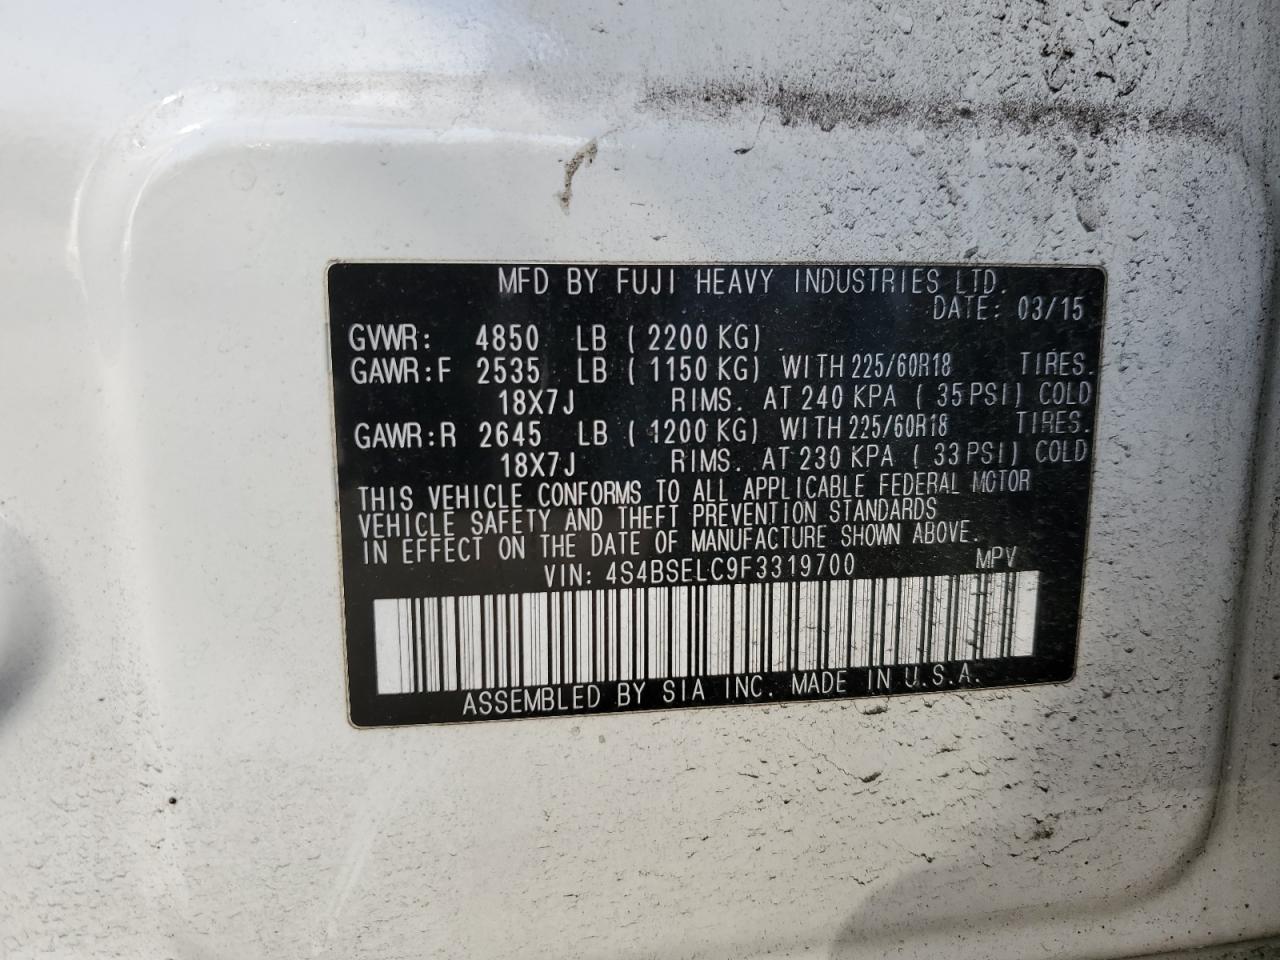 MFD BY FUJI HEAVY INDUSTRIES LTD.
DATE: 03/15
GVWR: 4850 LB ( 2200 KG)
GAWR:F 2535 LB ( 1150 KG) WITH 225/60R18 TIRES.
18X7J RIMS. AT 240 KPA ( 35 PSI) COLD
GAWR:R 2645 LB ( 1200 KG) WITH 225/60R18 TIRES.
18X7J RIMS. AT 230 KPA ( 33 PSI) COLD
THIS VEHICLE CONFORMS TO ALL APPLICABLE FEDERAL MOTOR
VEHICLE SAFETY AND THEFT PREVENTION STANDARDS
IN EFFECT ON THE DATE OF MANUFACTURE SHOWN ABOVE.
VIN: 4S4BSELC9F3319700 MPV
ASSEMBLED BY SIA INC. MADE IN U.S.A.